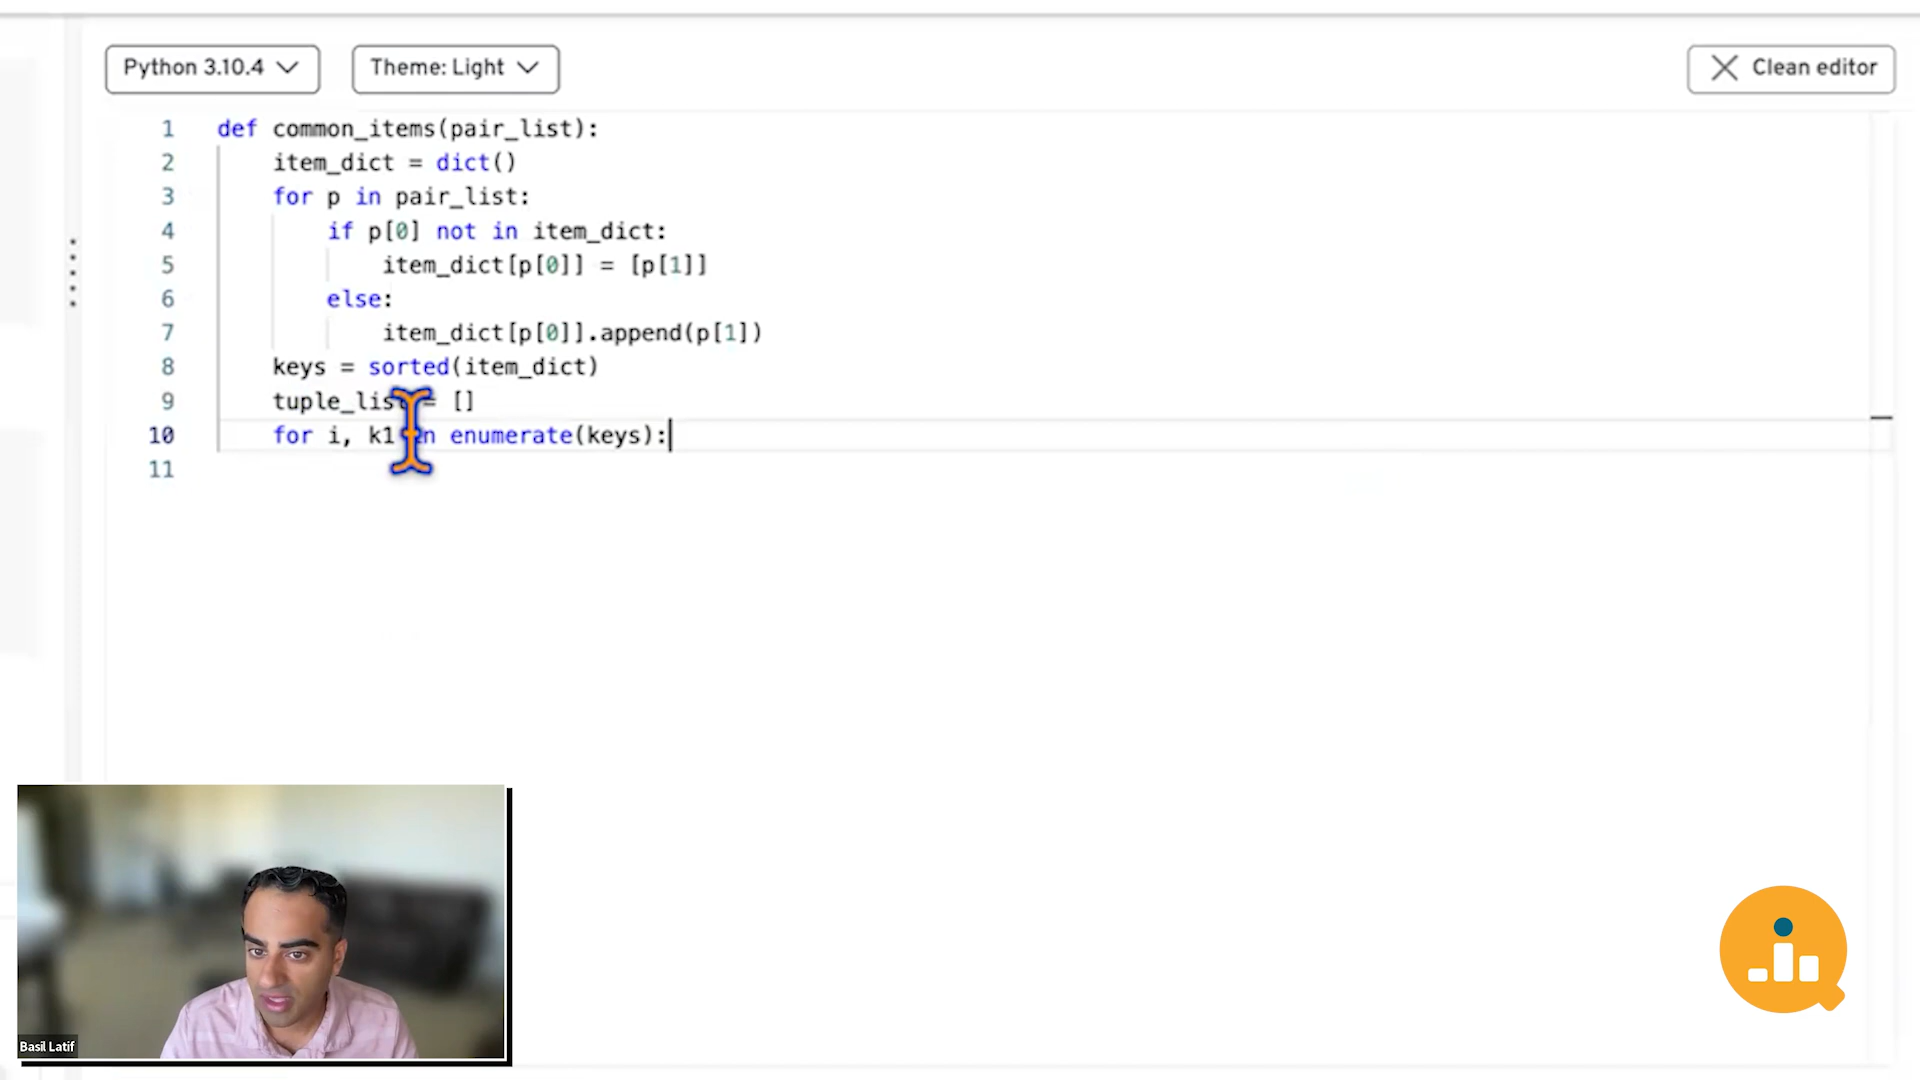 Python 3.10.4
Theme: Light
Clean editor
1 def common_items(pair_list):
2 item_dict = dict()
3 for p in pair_list:
4 if p[0] not in item_dict:
5 item_dict[p[0]] = [p[1]]
6 else:
7 item_dict[p[0]].append(p[1])
8 keys = sorted(item_dict)
9 tuple_list = []
10 for i, k1 in enumerate(keys):
11
Basil Latif